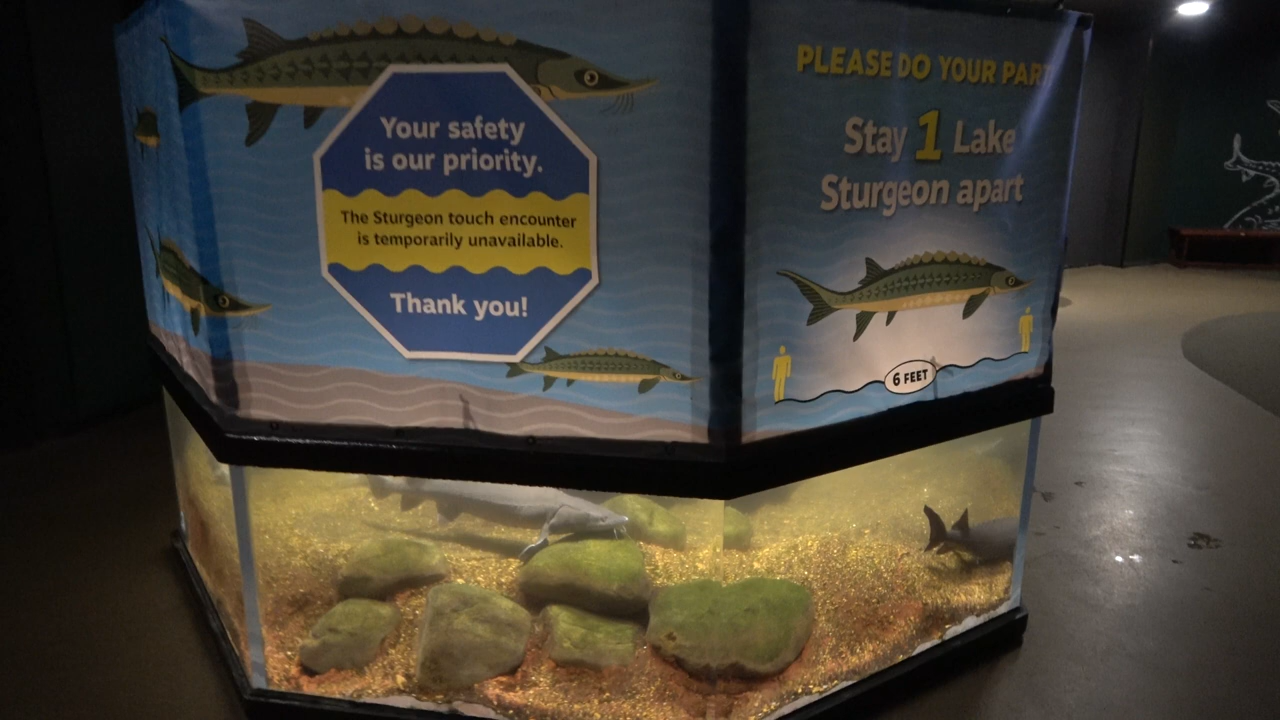 Your safety
is our priority.
The Sturgeon touch encounter
is temporarily unavailable.
Thank you!
PLEASE DO YOUR PART
Stay 1 Lake
Sturgeon apart
6 FEET